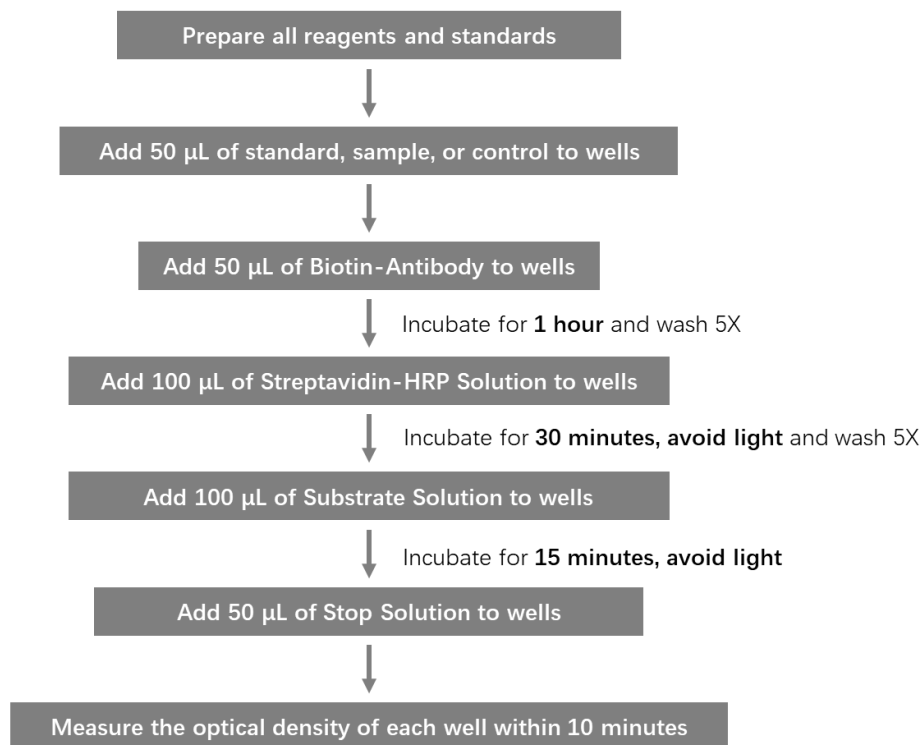 Prepare all reagents and standards
Add 50 µL of standard, sample, or control to wells
Add 50 µL of Biotin-Antibody to wells
Incubate for 1 hour and wash 5X
Add 100 µL of Streptavidin-HRP Solution to wells
Incubate for 30 minutes, avoid light and wash 5X
Add 100 µL of Substrate Solution to wells
Incubate for 15 minutes, avoid light
Add 50 µL of Stop Solution to wells
Measure the optical density of each well within 10 minutes